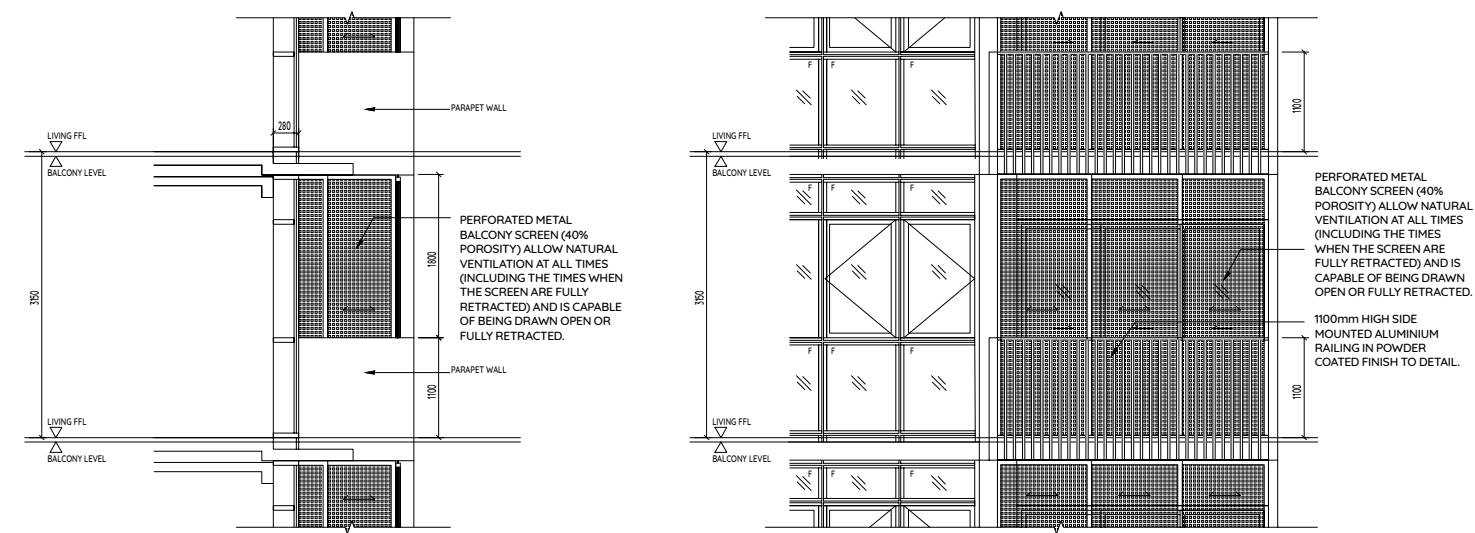 280
LIVING FFL
BALCONY LEVEL
PARAPET WALL
3150
1800
PERFORATED METAL
BALCONY SCREEN (40%
POROSITY) ALLOW NATURAL
VENTILATION AT ALL TIMES
(INCLUDING THE TIMES WHEN
THE SCREEN ARE FULLY
RETRACTED) AND IS CAPABLE
OF BEING DRAWN OPEN OR
FULLY RETRACTED.
PARAPET WALL
1100
LIVING FFL
BALCONY LEVEL
F
F
F
1100
LIVING FFL
BALCONY LEVEL
F
F
F
3150
PERFORATED METAL
BALCONY SCREEN (40%
POROSITY) ALLOW NATURAL
VENTILATION AT ALL TIMES
(INCLUDING THE TIMES
WHEN THE SCREEN ARE
FULLY RETRACTED) AND IS
CAPABLE OF BEING DRAWN
OPEN OR FULLY RETRACTED.
1100mm HIGH SIDE
MOUNTED ALUMINIUM
RAILING IN POWDER
COATED FINISH TO DETAIL.
F
F
F
1100
LIVING FFL
BALCONY LEVEL
F
F
F